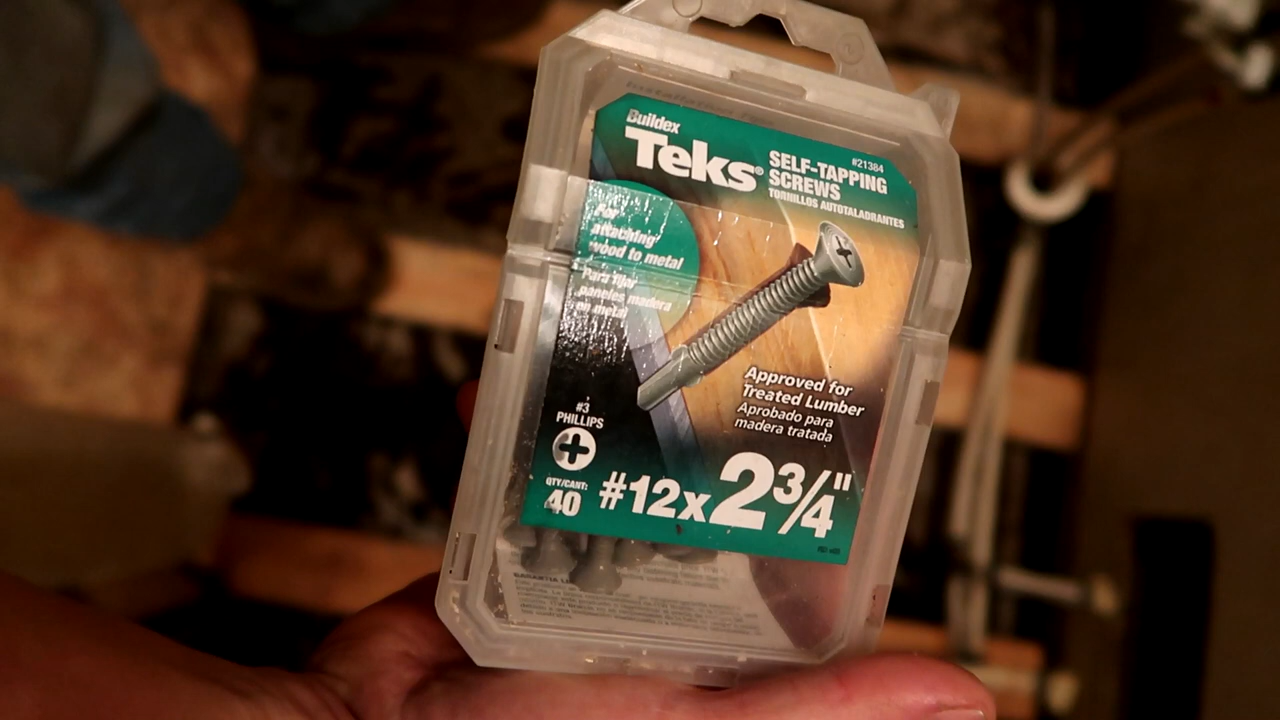 Buildex
Teks®
#21384
SELF-TAPPING
SCREWS
TORNILLOS AUTOTALADRANTES
For
attaching
wood to metal
Para fijar
paneles madera
en metal
Approved for
Treated Lumber
Aprobado para
madera tratada
#3
PHILLIPS
QTY/CANT:
40
#12x2¾"